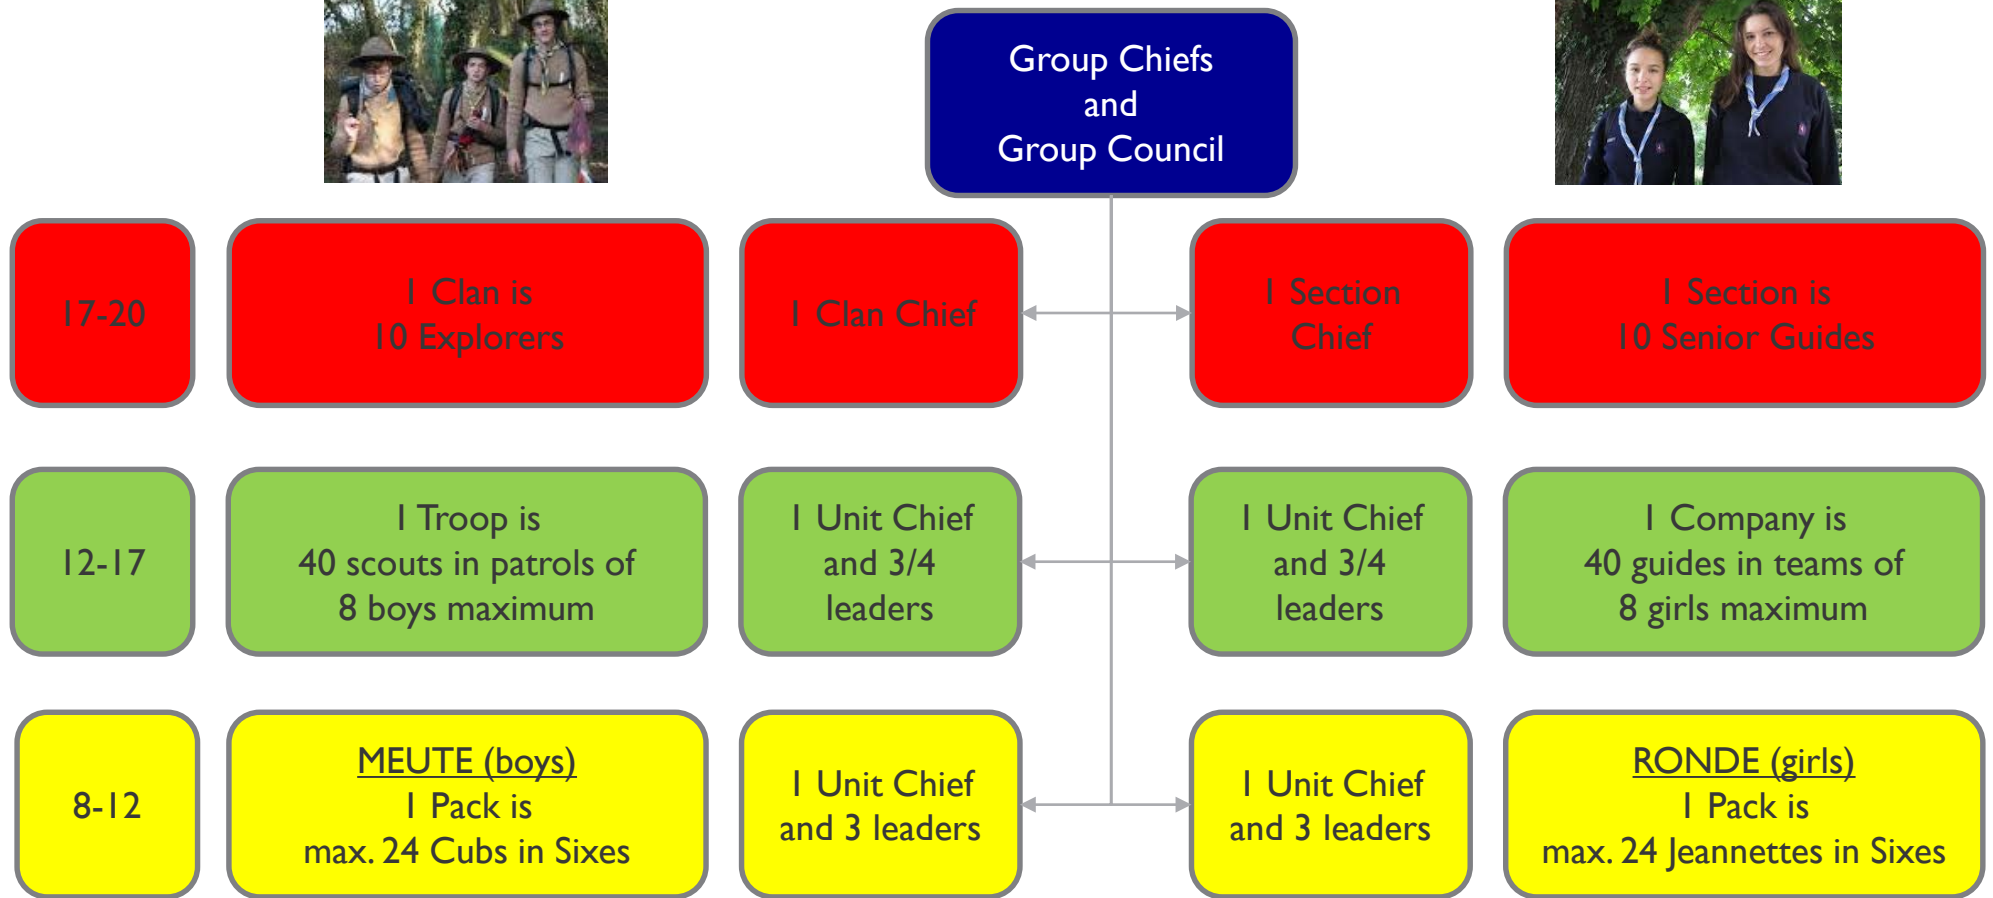 Group Chiefs
and
Group Council
17-20
1 Clan is
10 Explorers
1 Clan Chief
1 Section
Chief
1 Section is
10 Senior Guides
12-17
1 Troop is
40 scouts in patrols of
8 boys maximum
1 Unit Chief
and 3/4
leaders
1 Unit Chief
and 3/4
leaders
1 Company is
40 guides in teams of
8 girls maximum
8-12
MEUTE (boys)
1 Pack is
max. 24 Cubs in Sixes
1 Unit Chief
and 3 leaders
1 Unit Chief
and 3 leaders
RONDE (girls)
1 Pack is
max. 24 Jeannettes in Sixes